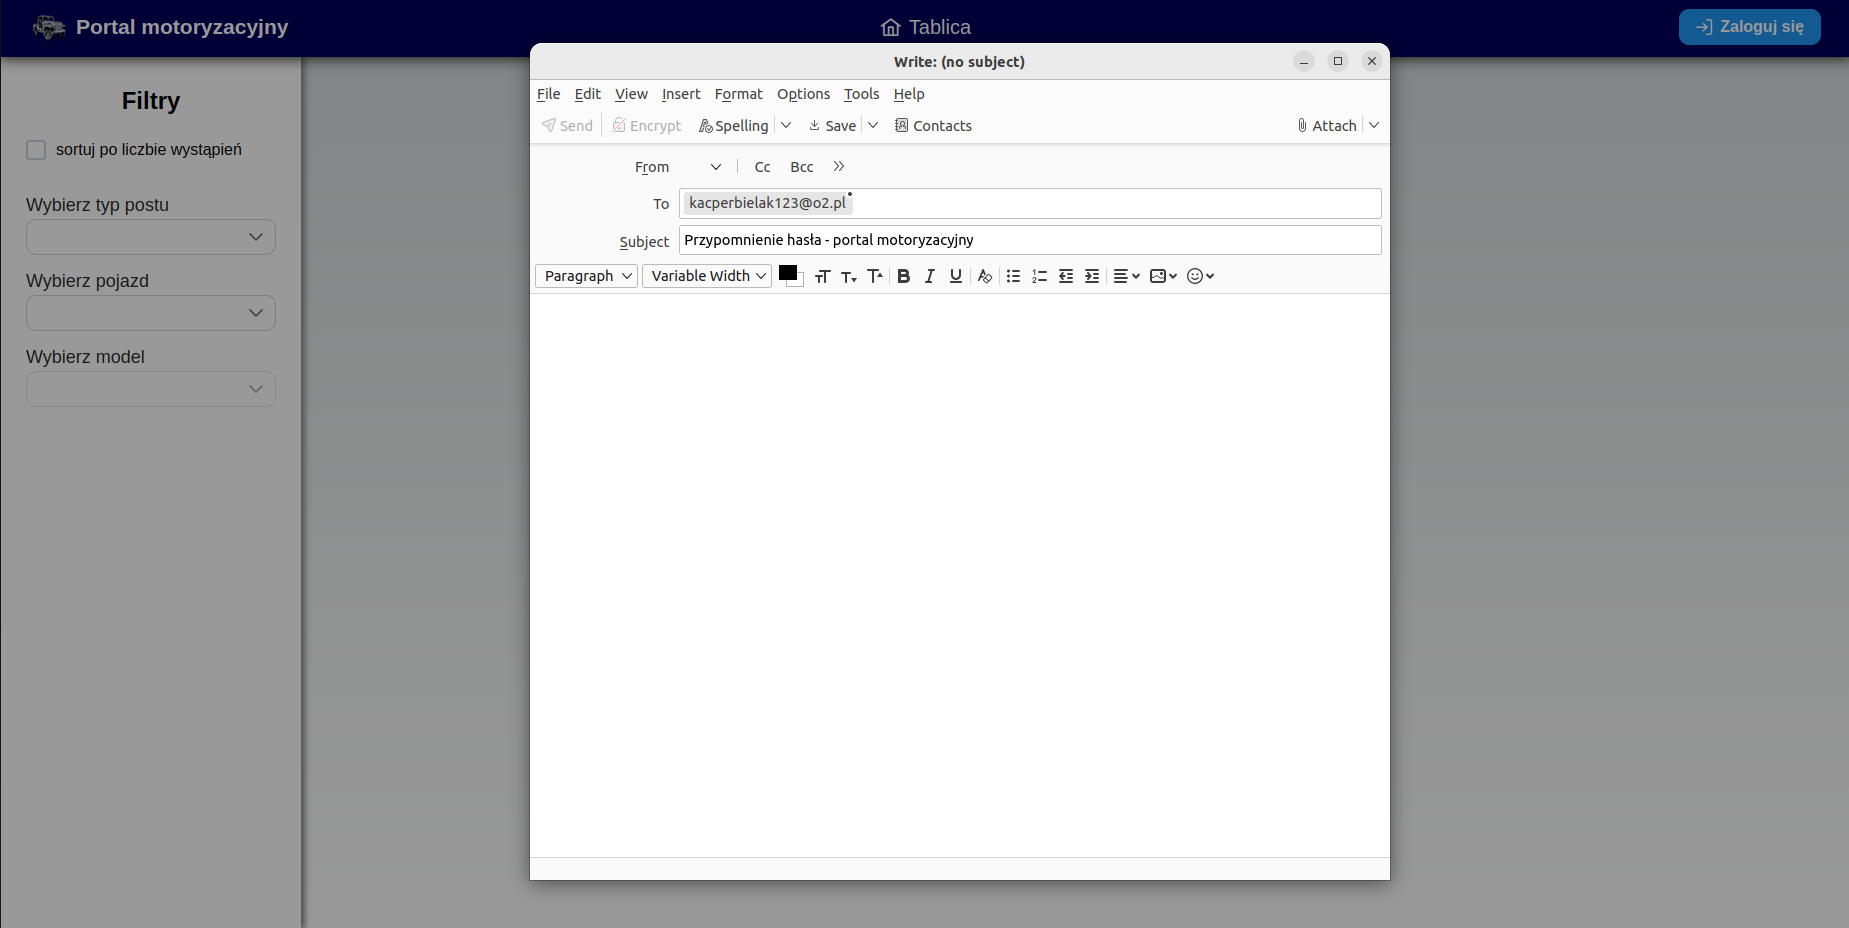 Portal motoryzacyjny
Tablica
Zaloguj się
Filtry
sortuj po liczbie wystąpień
Wybierz typ postu
Wybierz pojazd
Wybierz model
Write: (no subject)
File Edit View Insert Format Options Tools Help
Send Encrypt Spelling Save Contacts Attach
From Cc Bcc
To kacperbielak123@o2.pl
Subject Przypomnienie hasła - portal motoryzacyjny
Paragraph Variable Width